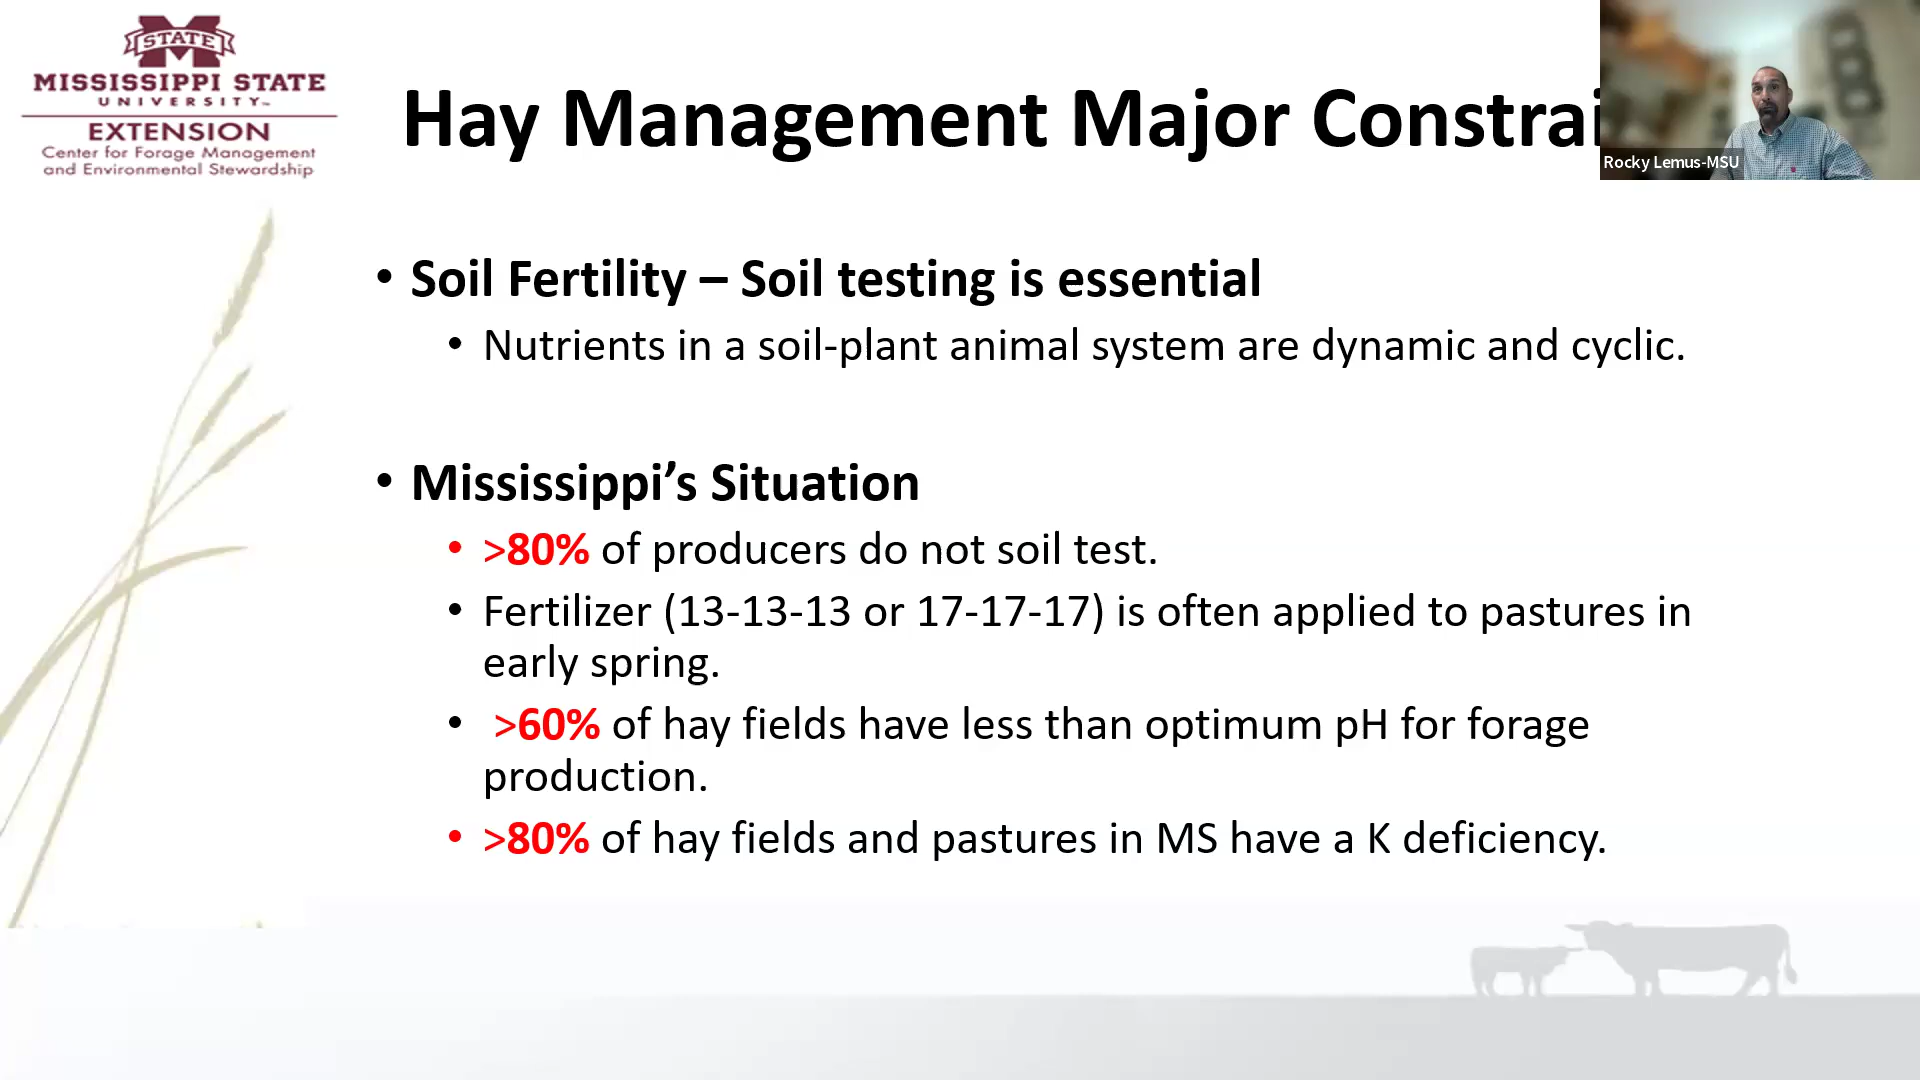 STATE
MISSISSIPPI STATE
UNIVERSITY™
EXTENSION
Center for Forage Management
and Environmental Stewardship
Hay Management Major Constrai
Rocky Lemus-MSU
• Soil Fertility – Soil testing is essential
• Nutrients in a soil-plant animal system are dynamic and cyclic.
• Mississippi’s Situation
• >80% of producers do not soil test.
• Fertilizer (13-13-13 or 17-17-17) is often applied to pastures in
early spring.
• >60% of hay fields have less than optimum pH for forage
production.
• >80% of hay fields and pastures in MS have a K deficiency.